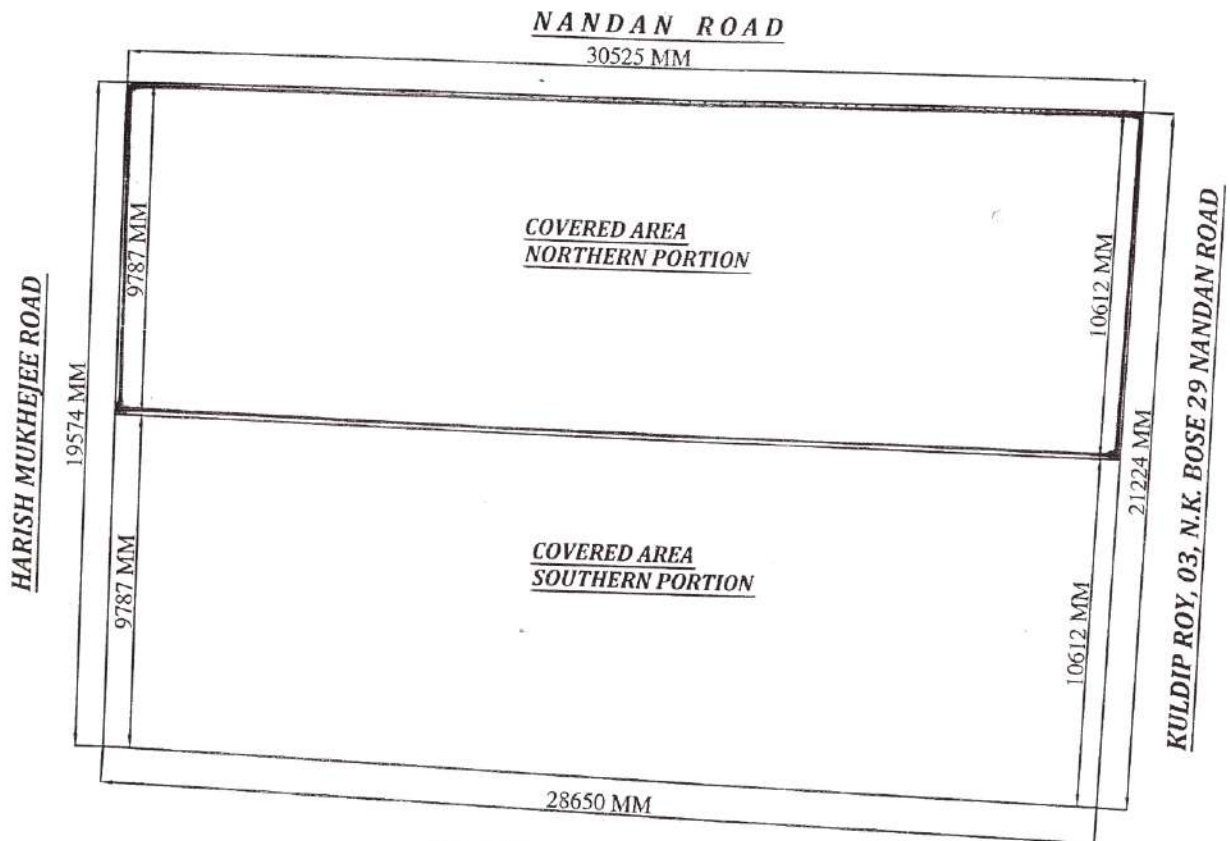 NANDAN ROAD
30525 MM
COVERED AREA
NORTHERN PORTION
9787 MM
10612 MM
HARISH MUKHEJEE ROAD
19574 MM
KULDIP ROY, 03, N.K. BOSE 29 NANDAN ROAD
21224 MM
COVERED AREA
SOUTHERN PORTION
9787 MM
10612 MM
28650 MM